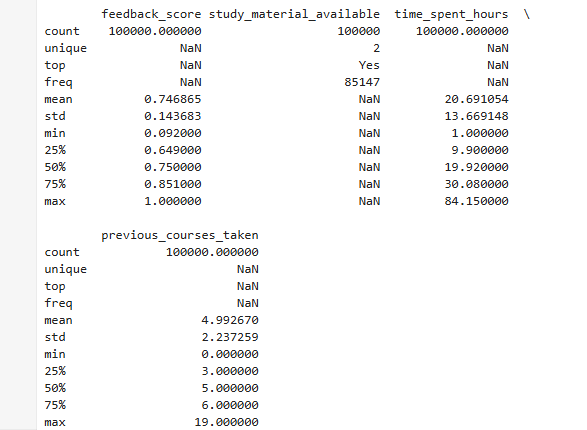 feedback_score study_material_available time_spent_hours \
count 100000.000000 100000 100000.000000
unique NaN 2 NaN
top NaN Yes NaN
freq NaN 85147 NaN
mean 0.746865 NaN 20.691054
std 0.143683 NaN 13.669148
min 0.092000 NaN 1.000000
25% 0.649000 NaN 9.900000
50% 0.750000 NaN 19.920000
75% 0.851000 NaN 30.080000
max 1.000000 NaN 84.150000
previous_courses_taken
count 100000.000000
unique NaN
top NaN
freq NaN
mean 4.992670
std 2.237259
min 0.000000
25% 3.000000
50% 5.000000
75% 6.000000
max 19.000000